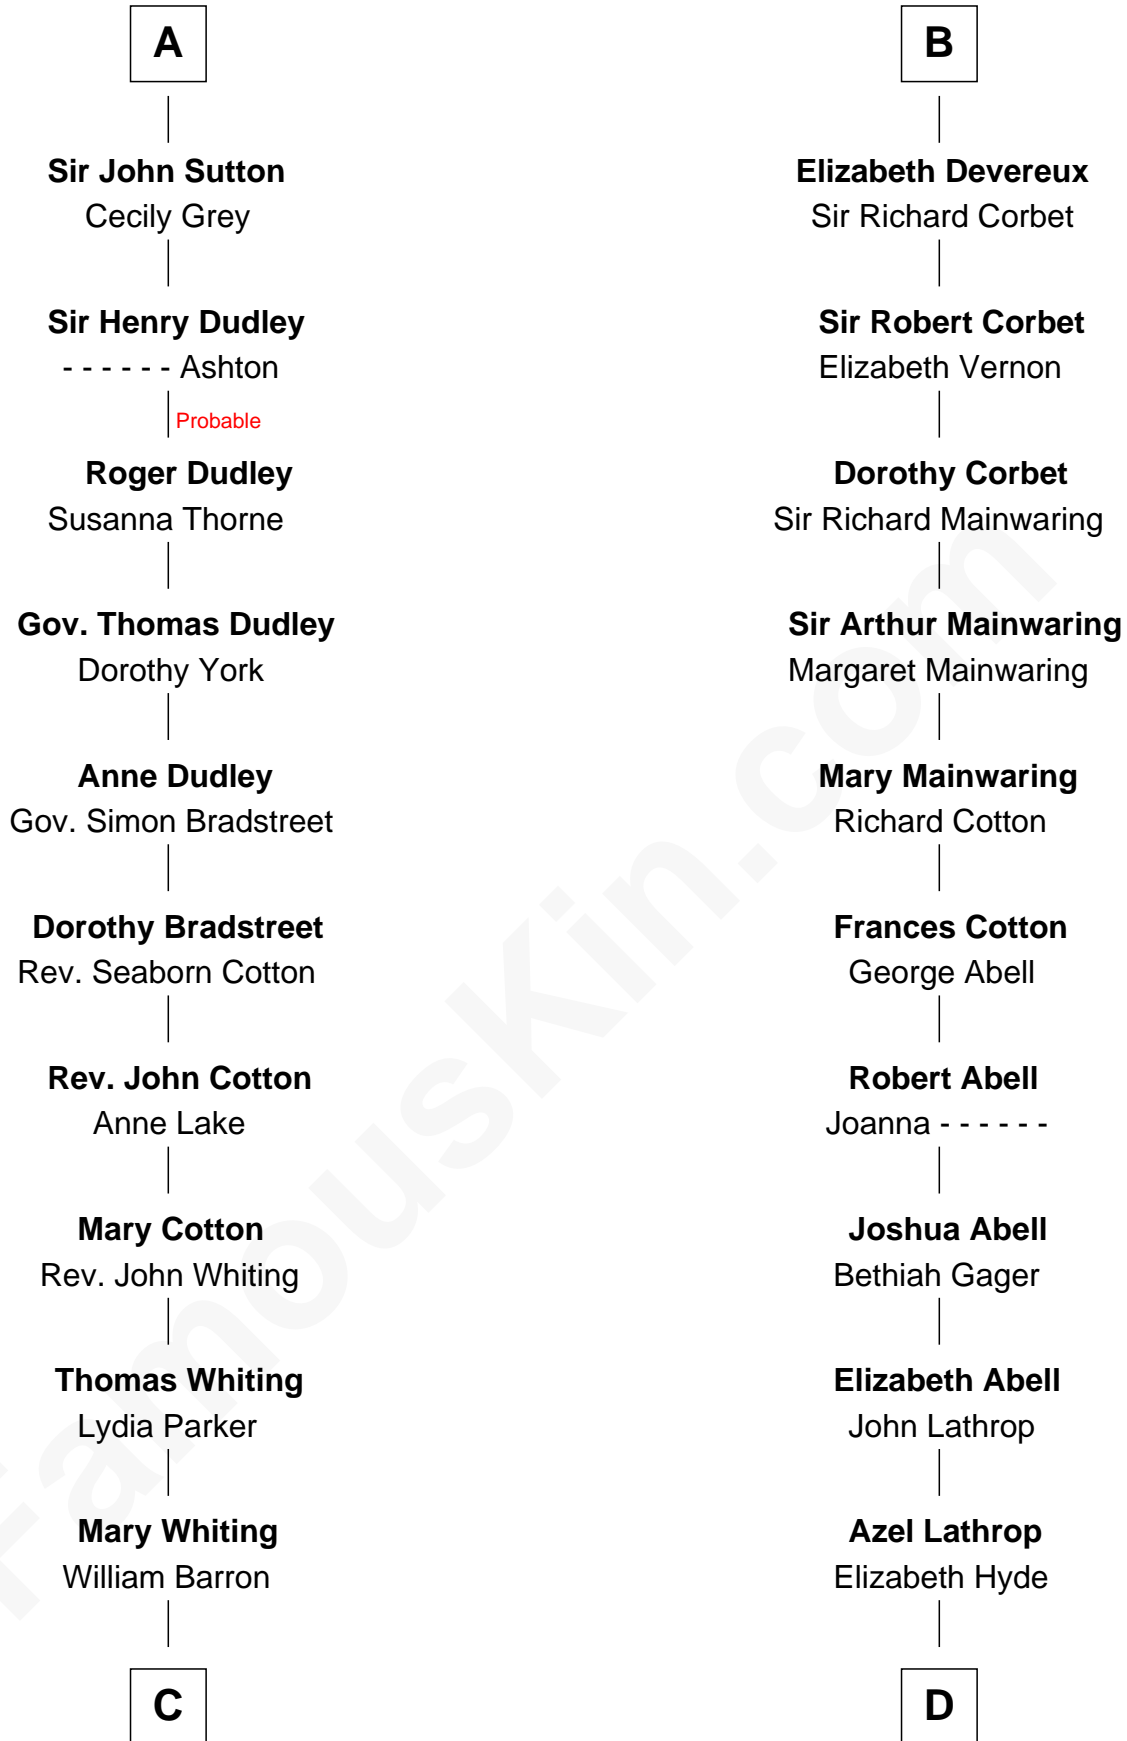 A
Sir John Sutton
Cecily Grey
Sir Henry Dudley
- - - - - - Ashton
Probable
Roger Dudley
Susanna Thorne
Gov. Thomas Dudley
Dorothy York
Anne Dudley
Gov. Simon Bradstreet
Dorothy Bradstreet
Rev. Seaborn Cotton
Rev. John Cotton
Anne Lake
Mary Cotton
Rev. John Whiting
Thomas Whiting
Lydia Parker
Mary Whiting
William Barron
C
B
Elizabeth Devereux
Sir Richard Corbet
Sir Robert Corbet
Elizabeth Vernon
Dorothy Corbet
Sir Richard Mainwaring
Sir Arthur Mainwaring
Margaret Mainwaring
Mary Mainwaring
Richard Cotton
Frances Cotton
George Abell
Robert Abell
Joanna - - - - - -
Joshua Abell
Bethiah Gager
Elizabeth Abell
John Lathrop
Azel Lathrop
Elizabeth Hyde
D
FamousKin.com